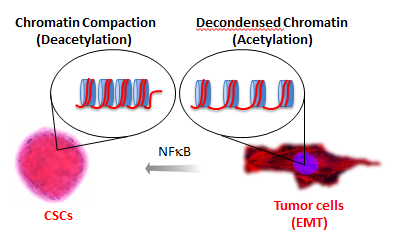 Chromatin Compaction
(Deacetylation)
Decondensed Chromatin
(Acetylation)
NFκB
CSCs
Tumor cells
(EMT)